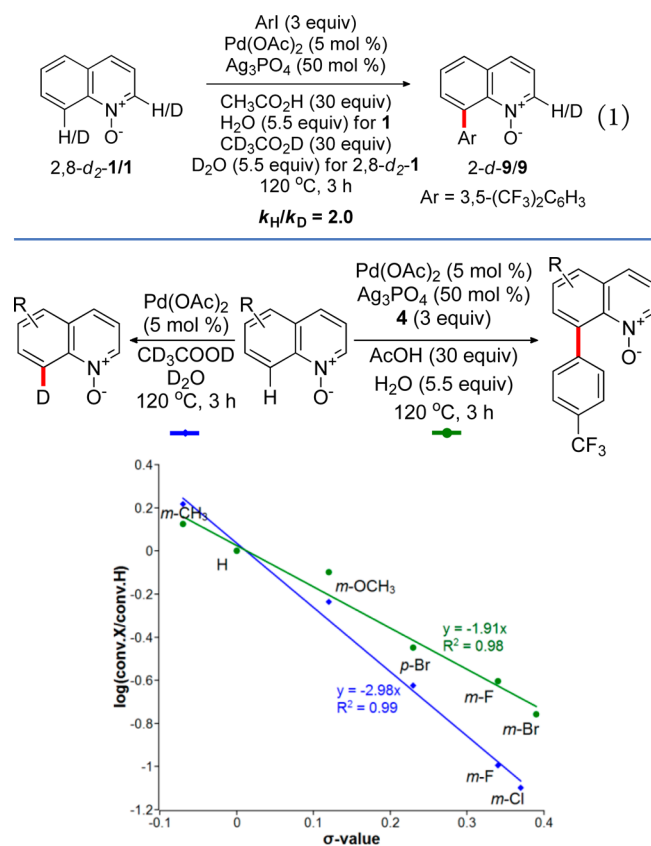 ArI (3 equiv)
Pd(OAc)2 (5 mol %)
Ag3PO4 (50 mol %)
CH3CO2H (30 equiv)
H2O (5.5 equiv) for 1
CD3CO2D (30 equiv)
D2O (5.5 equiv) for 2,8-d2-1
120 °C, 3 h
kH/kD = 2.0
N+
H/D
H/D
O-
2,8-d2-1/1
N+
H/D
Ar
O-
(1)
2-d-9/9
Ar = 3,5-(CF3)2C6H3
R
N+
D
O-
Pd(OAc)2
(5 mol %)
CD3COOD
D2O
120 °C, 3 h
R
N+
H
O-
Pd(OAc)2 (5 mol %)
Ag3PO4 (50 mol %)
4 (3 equiv)
AcOH (30 equiv)
H2O (5.5 equiv)
120 °C, 3 h
R
N+
O-
CF3
log(conv.X/conv.H)
0.4
0.2
0
-0.2
-0.4
-0.6
-0.8
-1
-1.2
m-CH3
H
m-OCH3
y = -1.91x
R2 = 0.98
p-Br
y = -2.98x
R2 = 0.99
m-F
m-Br
m-F
m-Cl
-0.1
0
0.1
0.2
0.3
0.4
σ-value